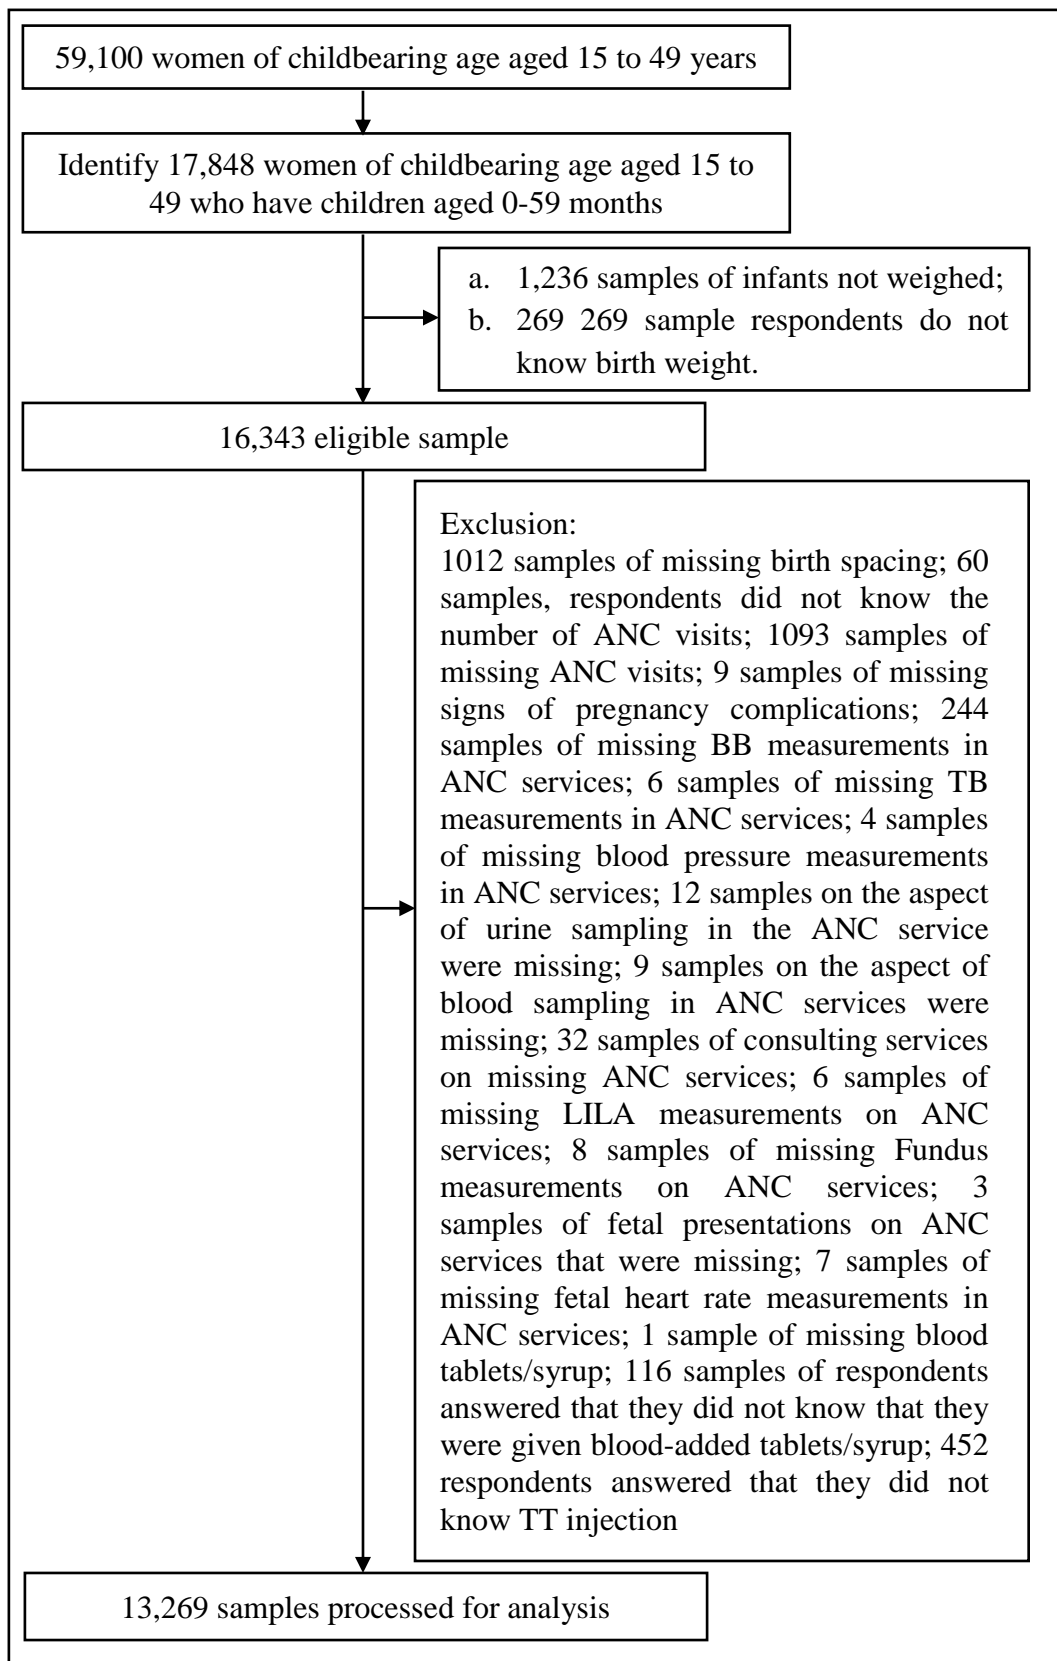 59,100 women of childbearing age aged 15 to 49 years
Identify 17,848 women of childbearing age aged 15 to
49 who have children aged 0-59 months
a. 1,236 samples of infants not weighed;
b. 269 269 sample respondents do not
know birth weight.
16,343 eligible sample
Exclusion:
1012 samples of missing birth spacing; 60
samples, respondents did not know the
number of ANC visits; 1093 samples of
missing ANC visits; 9 samples of missing
signs of pregnancy complications; 244
samples of missing BB measurements in
ANC services; 6 samples of missing TB
measurements in ANC services; 4 samples
of missing blood pressure measurements
in ANC services; 12 samples on the aspect
of urine sampling in the ANC service
were missing; 9 samples on the aspect of
blood sampling in ANC services were
missing; 32 samples of consulting services
on missing ANC services; 6 samples of
missing LILA measurements on ANC
services; 8 samples of missing Fundus
measurements on ANC services; 3
samples of fetal presentations on ANC
services that were missing; 7 samples of
missing fetal heart rate measurements in
ANC services; 1 sample of missing blood
tablets/syrup; 116 samples of respondents
answered that they did not know that they
were given blood-added tablets/syrup; 452
respondents answered that they did not
know TT injection
13,269 samples processed for analysis